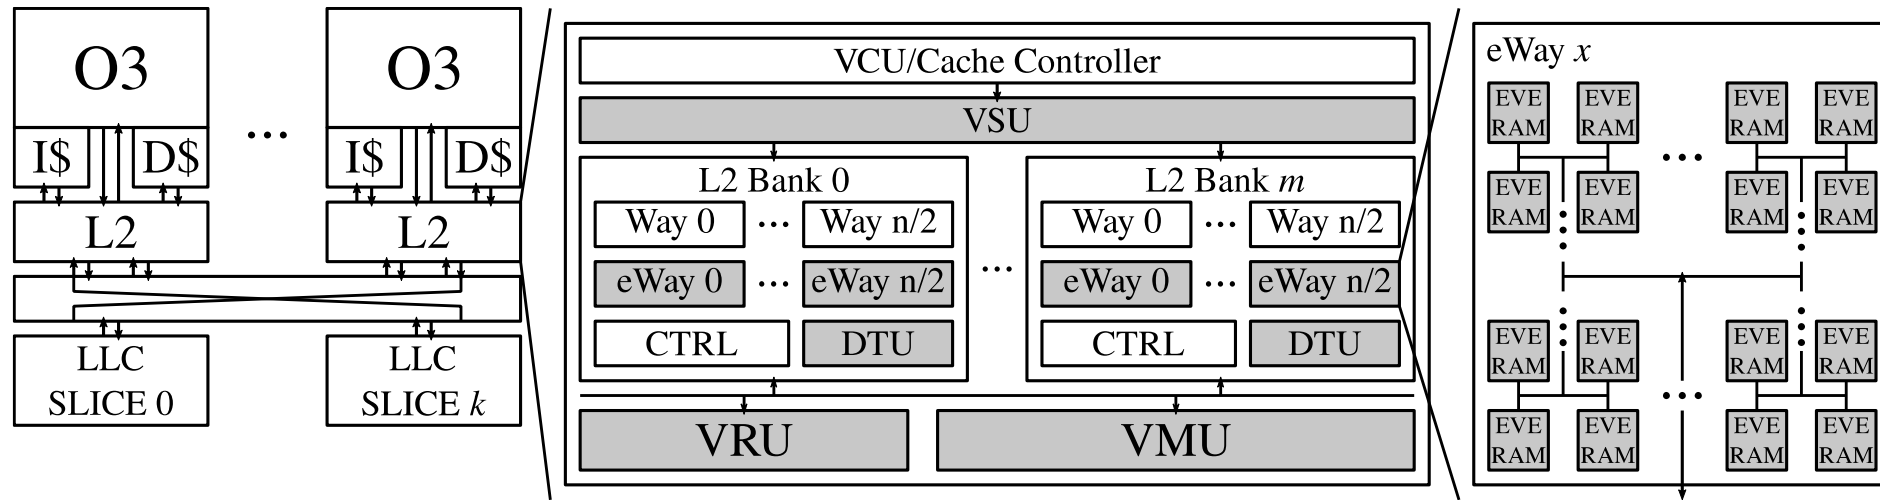 O3
...
O3
I$
D$
I$
D$
L2
L2
LLC
SLICE 0
LLC
SLICE k
VCU/Cache Controller
VSU
L2 Bank 0
Way 0
...
Way n/2
eWay 0
...
eWay n/2
CTRL
DTU
...
L2 Bank m
Way 0
...
Way n/2
eWay 0
...
eWay n/2
CTRL
DTU
VRU
VMU
eWay x
EVE
RAM
EVE
RAM
...
EVE
RAM
EVE
RAM
EVE
RAM
EVE
RAM
EVE
RAM
EVE
RAM
EVE
RAM
EVE
RAM
...
EVE
RAM
EVE
RAM
EVE
RAM
EVE
RAM
EVE
RAM
EVE
RAM